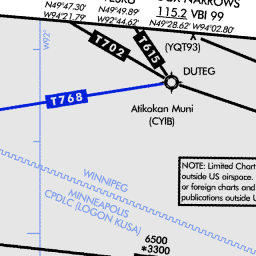 N49°47.30'
W94°21.79'
N49°49.89'
W92°44.62'
NARROWS
115.2 VBI 99
N49°28.62' W94°02.80'
(YQT93)
T702
T615
DUTEG
W92°
T768
Atikokan Muni
(CYIB)
NOTE: Limited Chart
outside US airspace.
or foreign charts and
publications outside U
WINNIPEG
MINNEAPOLIS
CPDLC (LOGON KUSA)
6500
*3300